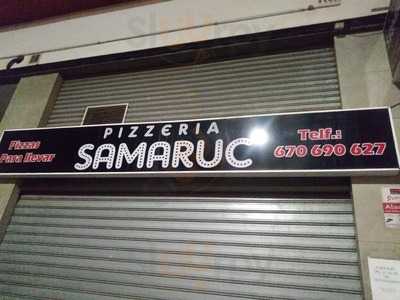 PIZZERIA
SAMARUC
Pizzas
Para llevar
Telf.:
670 690 627